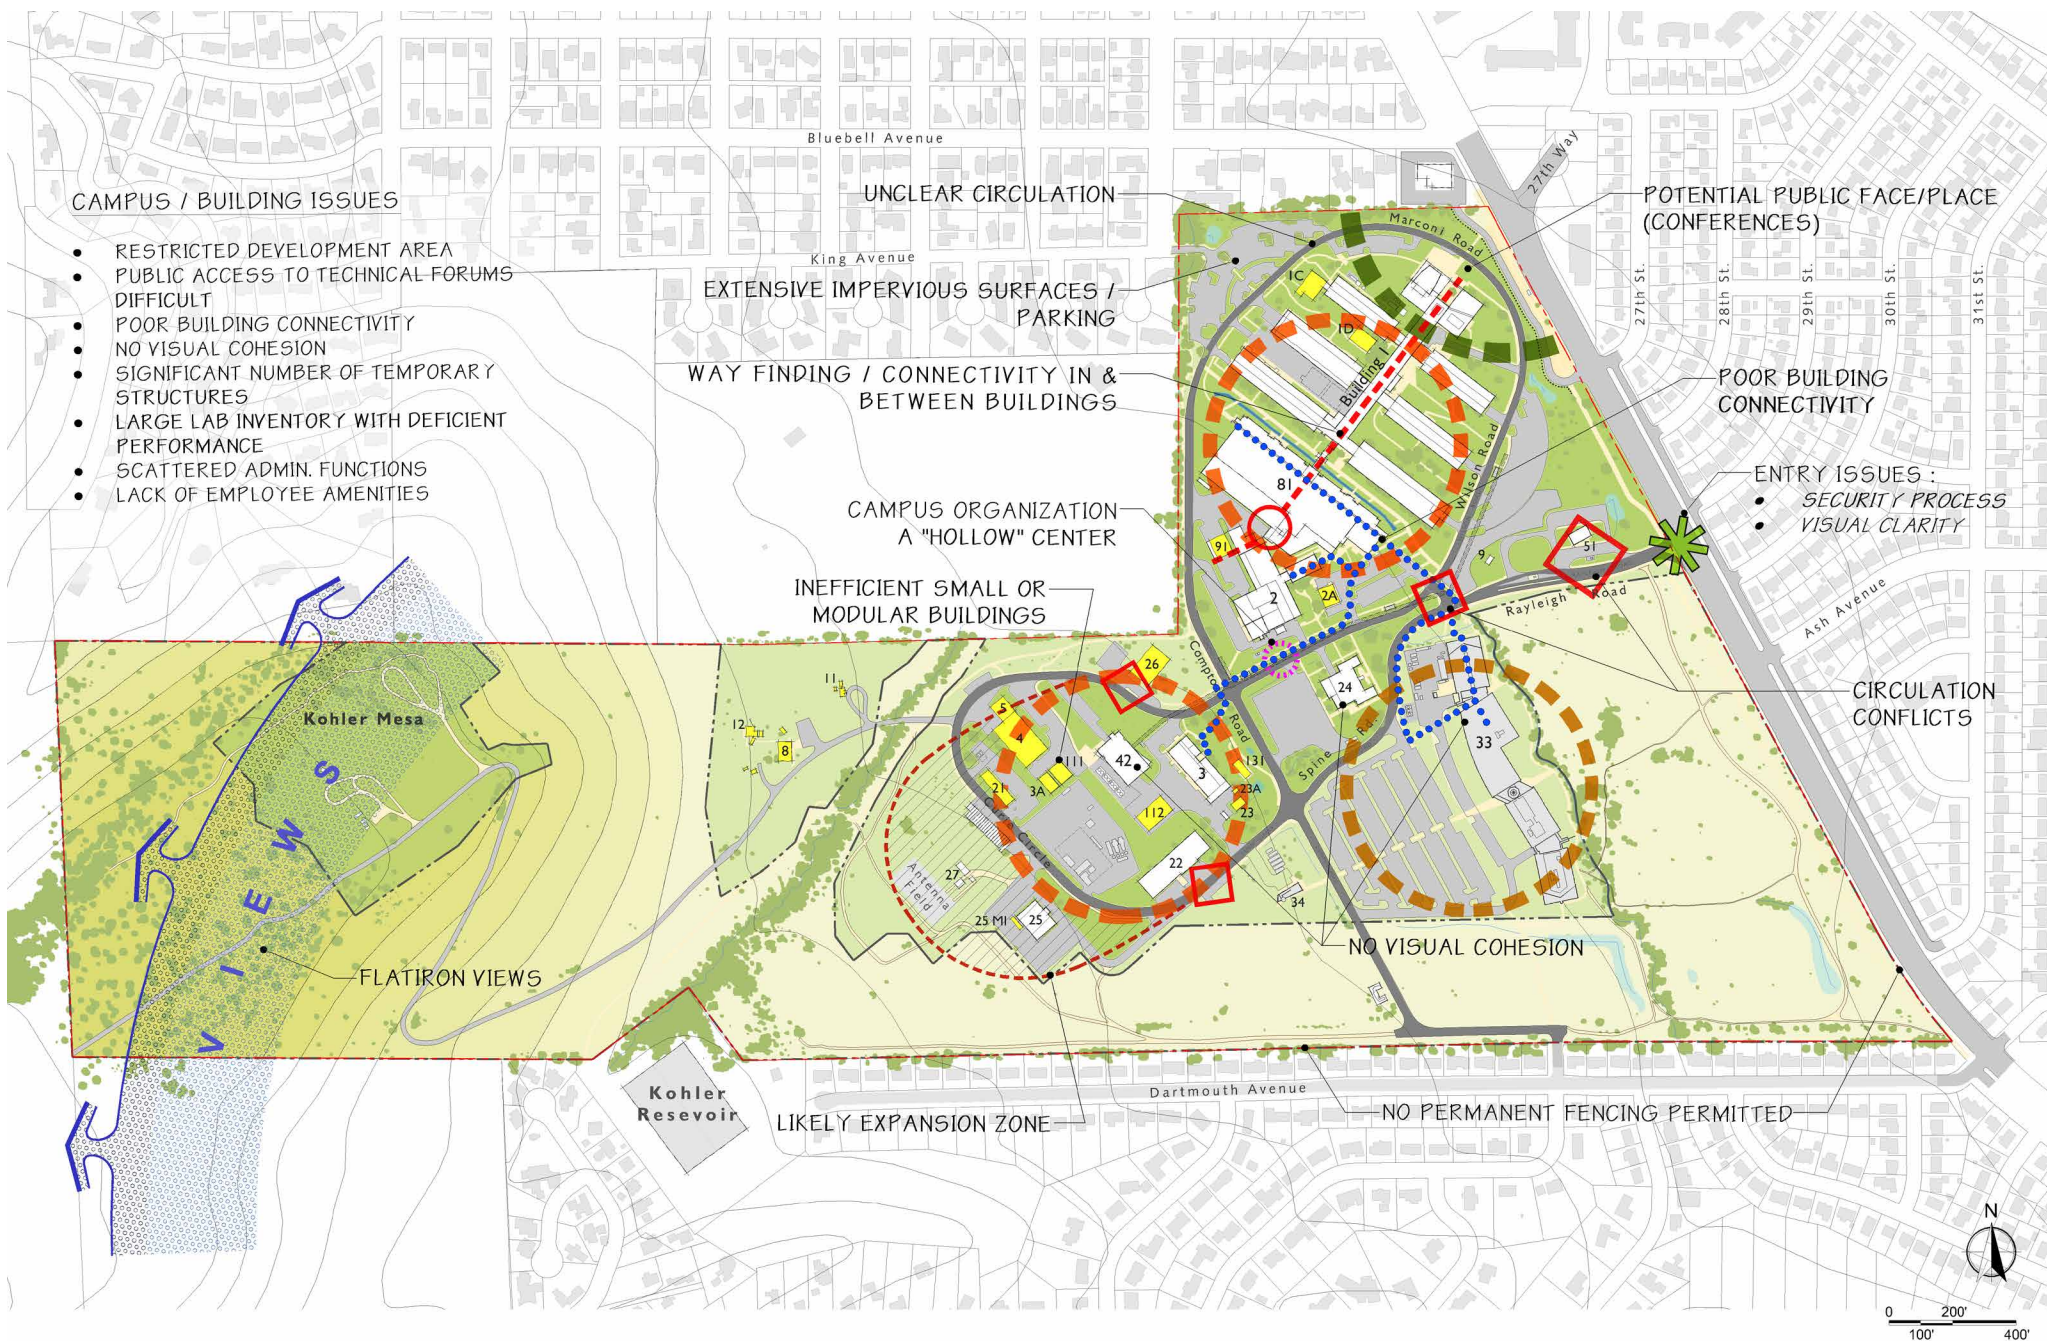 Bluebell Avenue
27th Way
CAMPUS / BUILDING ISSUES
• RESTRICTED DEVELOPMENT AREA
• PUBLIC ACCESS TO TECHNICAL FORUMS
DIFFICULT
• POOR BUILDING CONNECTIVITY
• NO VISUAL COHESION
• SIGNIFICANT NUMBER OF TEMPORARY
STRUCTURES
• LARGE LAB INVENTORY WITH DEFICIENT
PERFORMANCE
• SCATTERED ADMIN. FUNCTIONS
• LACK OF EMPLOYEE AMENITIES
UNCLEAR CIRCULATION
POTENTIAL PUBLIC FACE/PLACE
(CONFERENCES)
Marconi Road
King Avenue
EXTENSIVE IMPERVIOUS SURFACES /
PARKING
1C
1D
27th St.
28th St.
29th St.
30th St.
31st St.
Building 1
WAY FINDING / CONNECTIVITY IN &
BETWEEN BUILDINGS
POOR BUILDING
CONNECTIVITY
Wilson Road
81
ENTRY ISSUES :
• SECURITY PROCESS
• VISUAL CLARITY
CAMPUS ORGANIZATION
A "HOLLOW" CENTER
91
9
51
INEFFICIENT SMALL OR
MODULAR BUILDINGS
2
2A
Rayleigh Road
Ash Avenue
Compton Road
26
24
11
12
8
5
4
111
42
3
131
23A
23
21
3A
112
Spine Rd.
33
CIRCULATION
CONFLICTS
Kohler Mesa
VIEWS
Curie Circle
22
27
Antenna
Field
25 MI
25
34
FLATIRON VIEWS
NO VISUAL COHESION
Kohler
Resevoir
Dartmouth Avenue
LIKELY EXPANSION ZONE
NO PERMANENT FENCING PERMITTED
N
0 200'
100' 400'